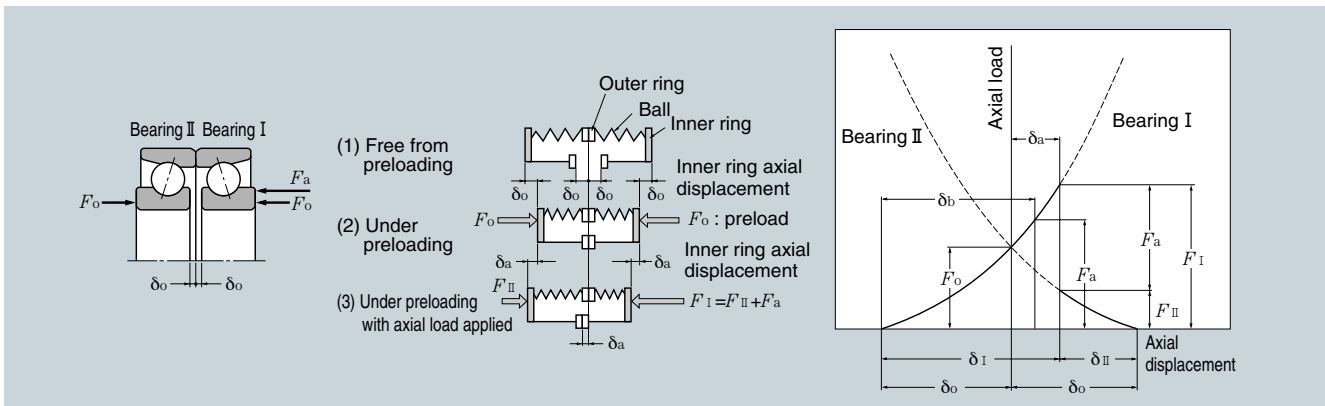 Bearing Ⅱ Bearing Ⅰ
Fa
Fo
Fo
δo
δo
(1) Free from
preloading
(2) Under
preloading
(3) Under preloading
with axial load applied
Outer ring
Ball
Inner ring
Inner ring axial
displacement
δo δo δo δo
Fo
Fo : preload
Inner ring axial
displacement
δa
δa
FⅡ
FⅠ=FⅡ+Fa
δa
Axial load
Bearing Ⅱ
Bearing Ⅰ
δa
δb
Fo
Fa
Fa
FⅠ
FⅡ
Axial
displacement
δⅠ
δⅡ
δo
δo